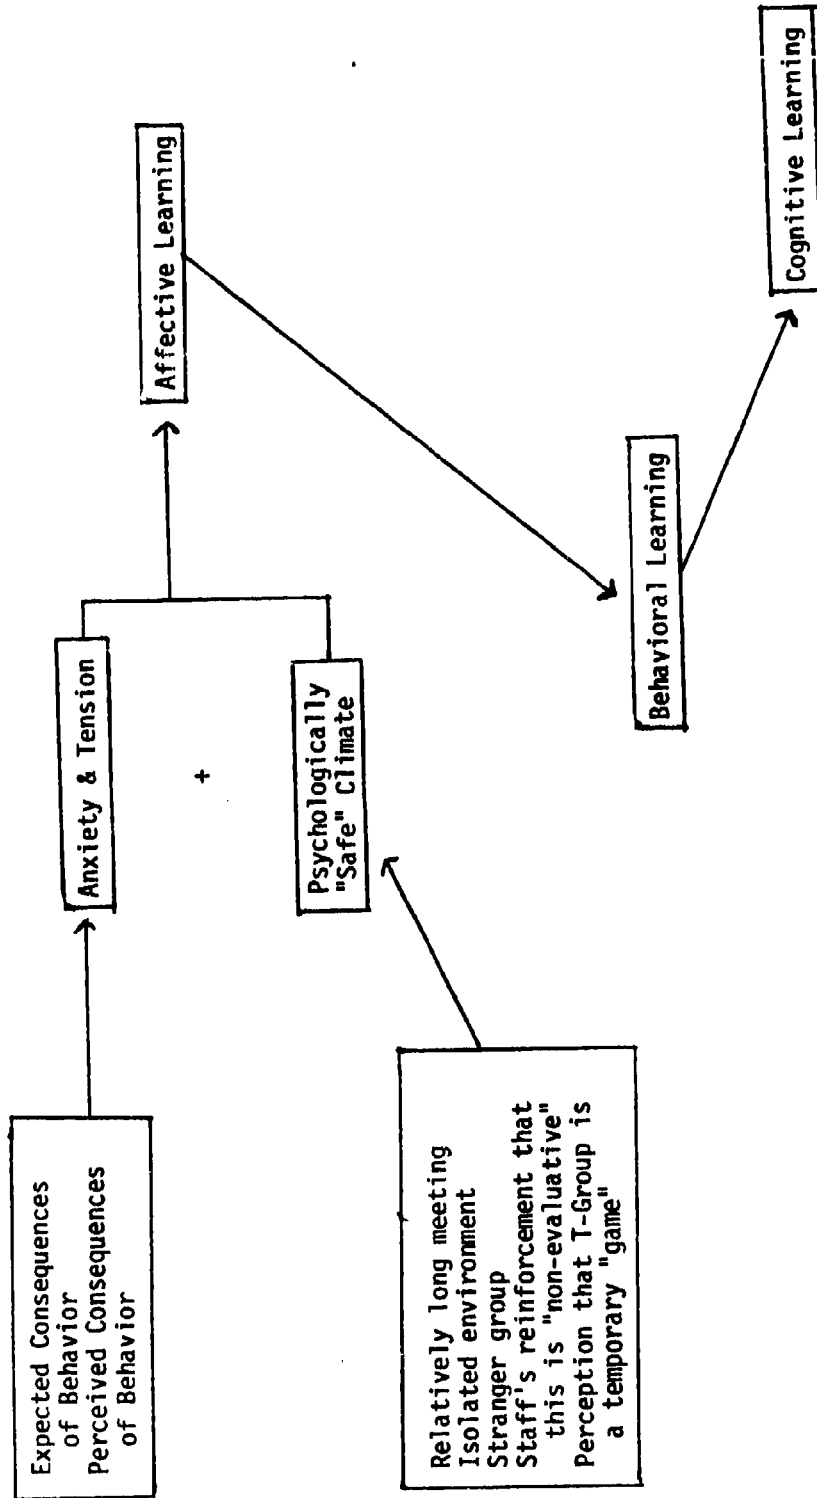 Expected Consequences
of Behavior
Perceived Consequences
of Behavior
Anxiety & Tension
+
Psychologically
"Safe" Climate
Relatively long meeting
Isolated environment
Stranger group
Staff's reinforcement that
this is "non-evaluative"
Perception that T-Group is
a temporary "game"
Affective Learning
Behavioral Learning
Cognitive Learning